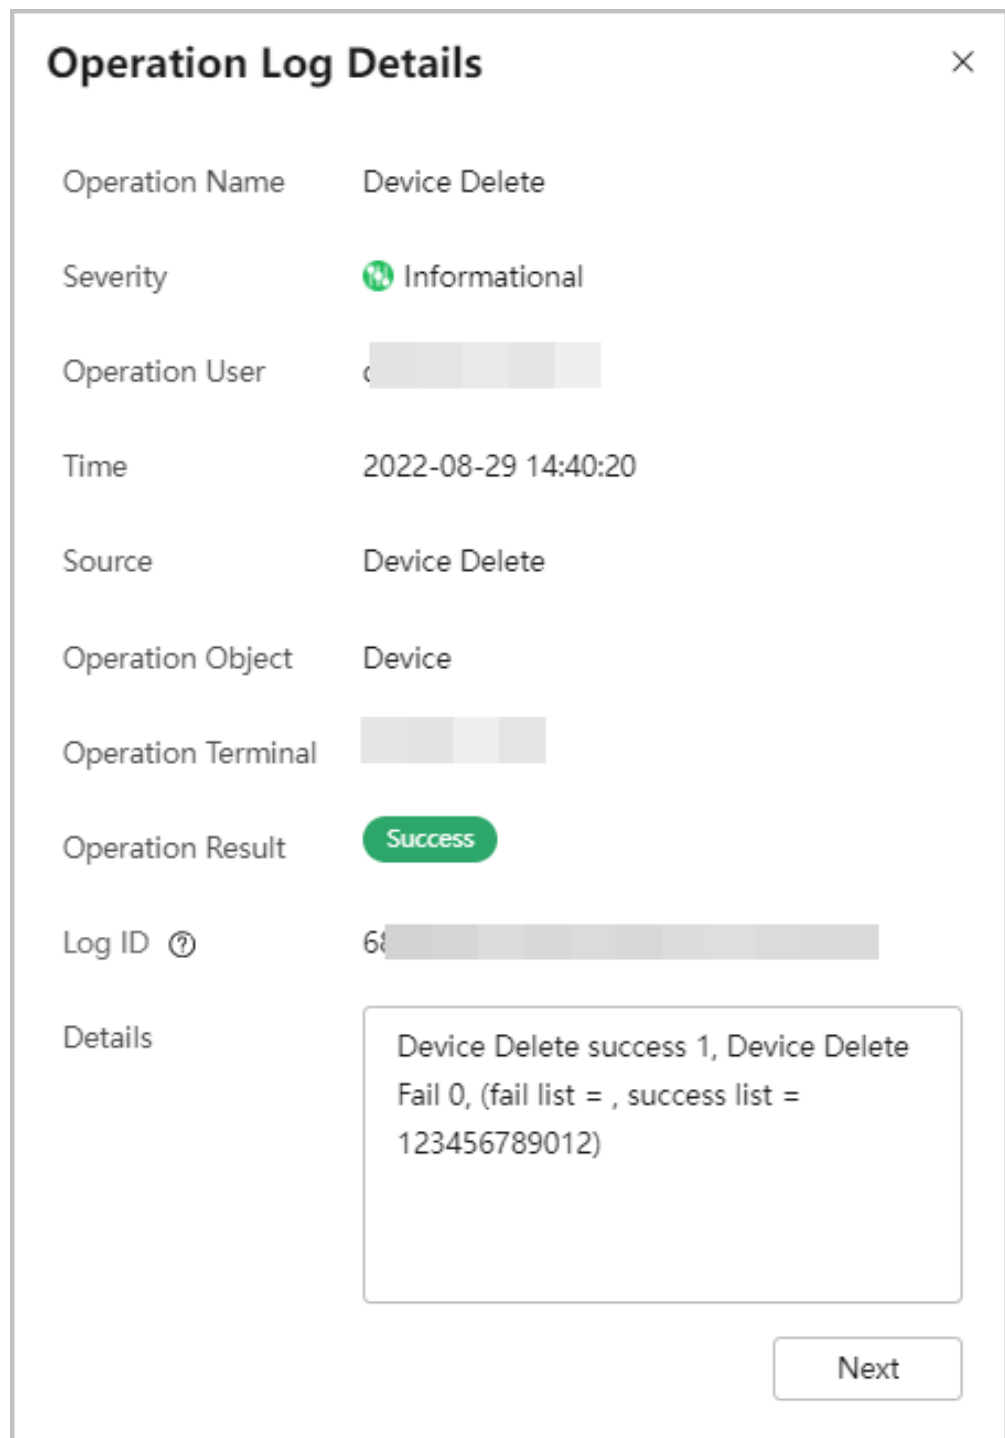 Operation Log Details
Operation Name Device Delete
Severity Informational
Operation User
Time 2022-08-29 14:40:20
Source Device Delete
Operation Object Device
Operation Terminal
Operation Result Success
Log ID
Details Device Delete success 1, Device Delete
Fail 0, (fail list = , success list =
123456789012)
Next